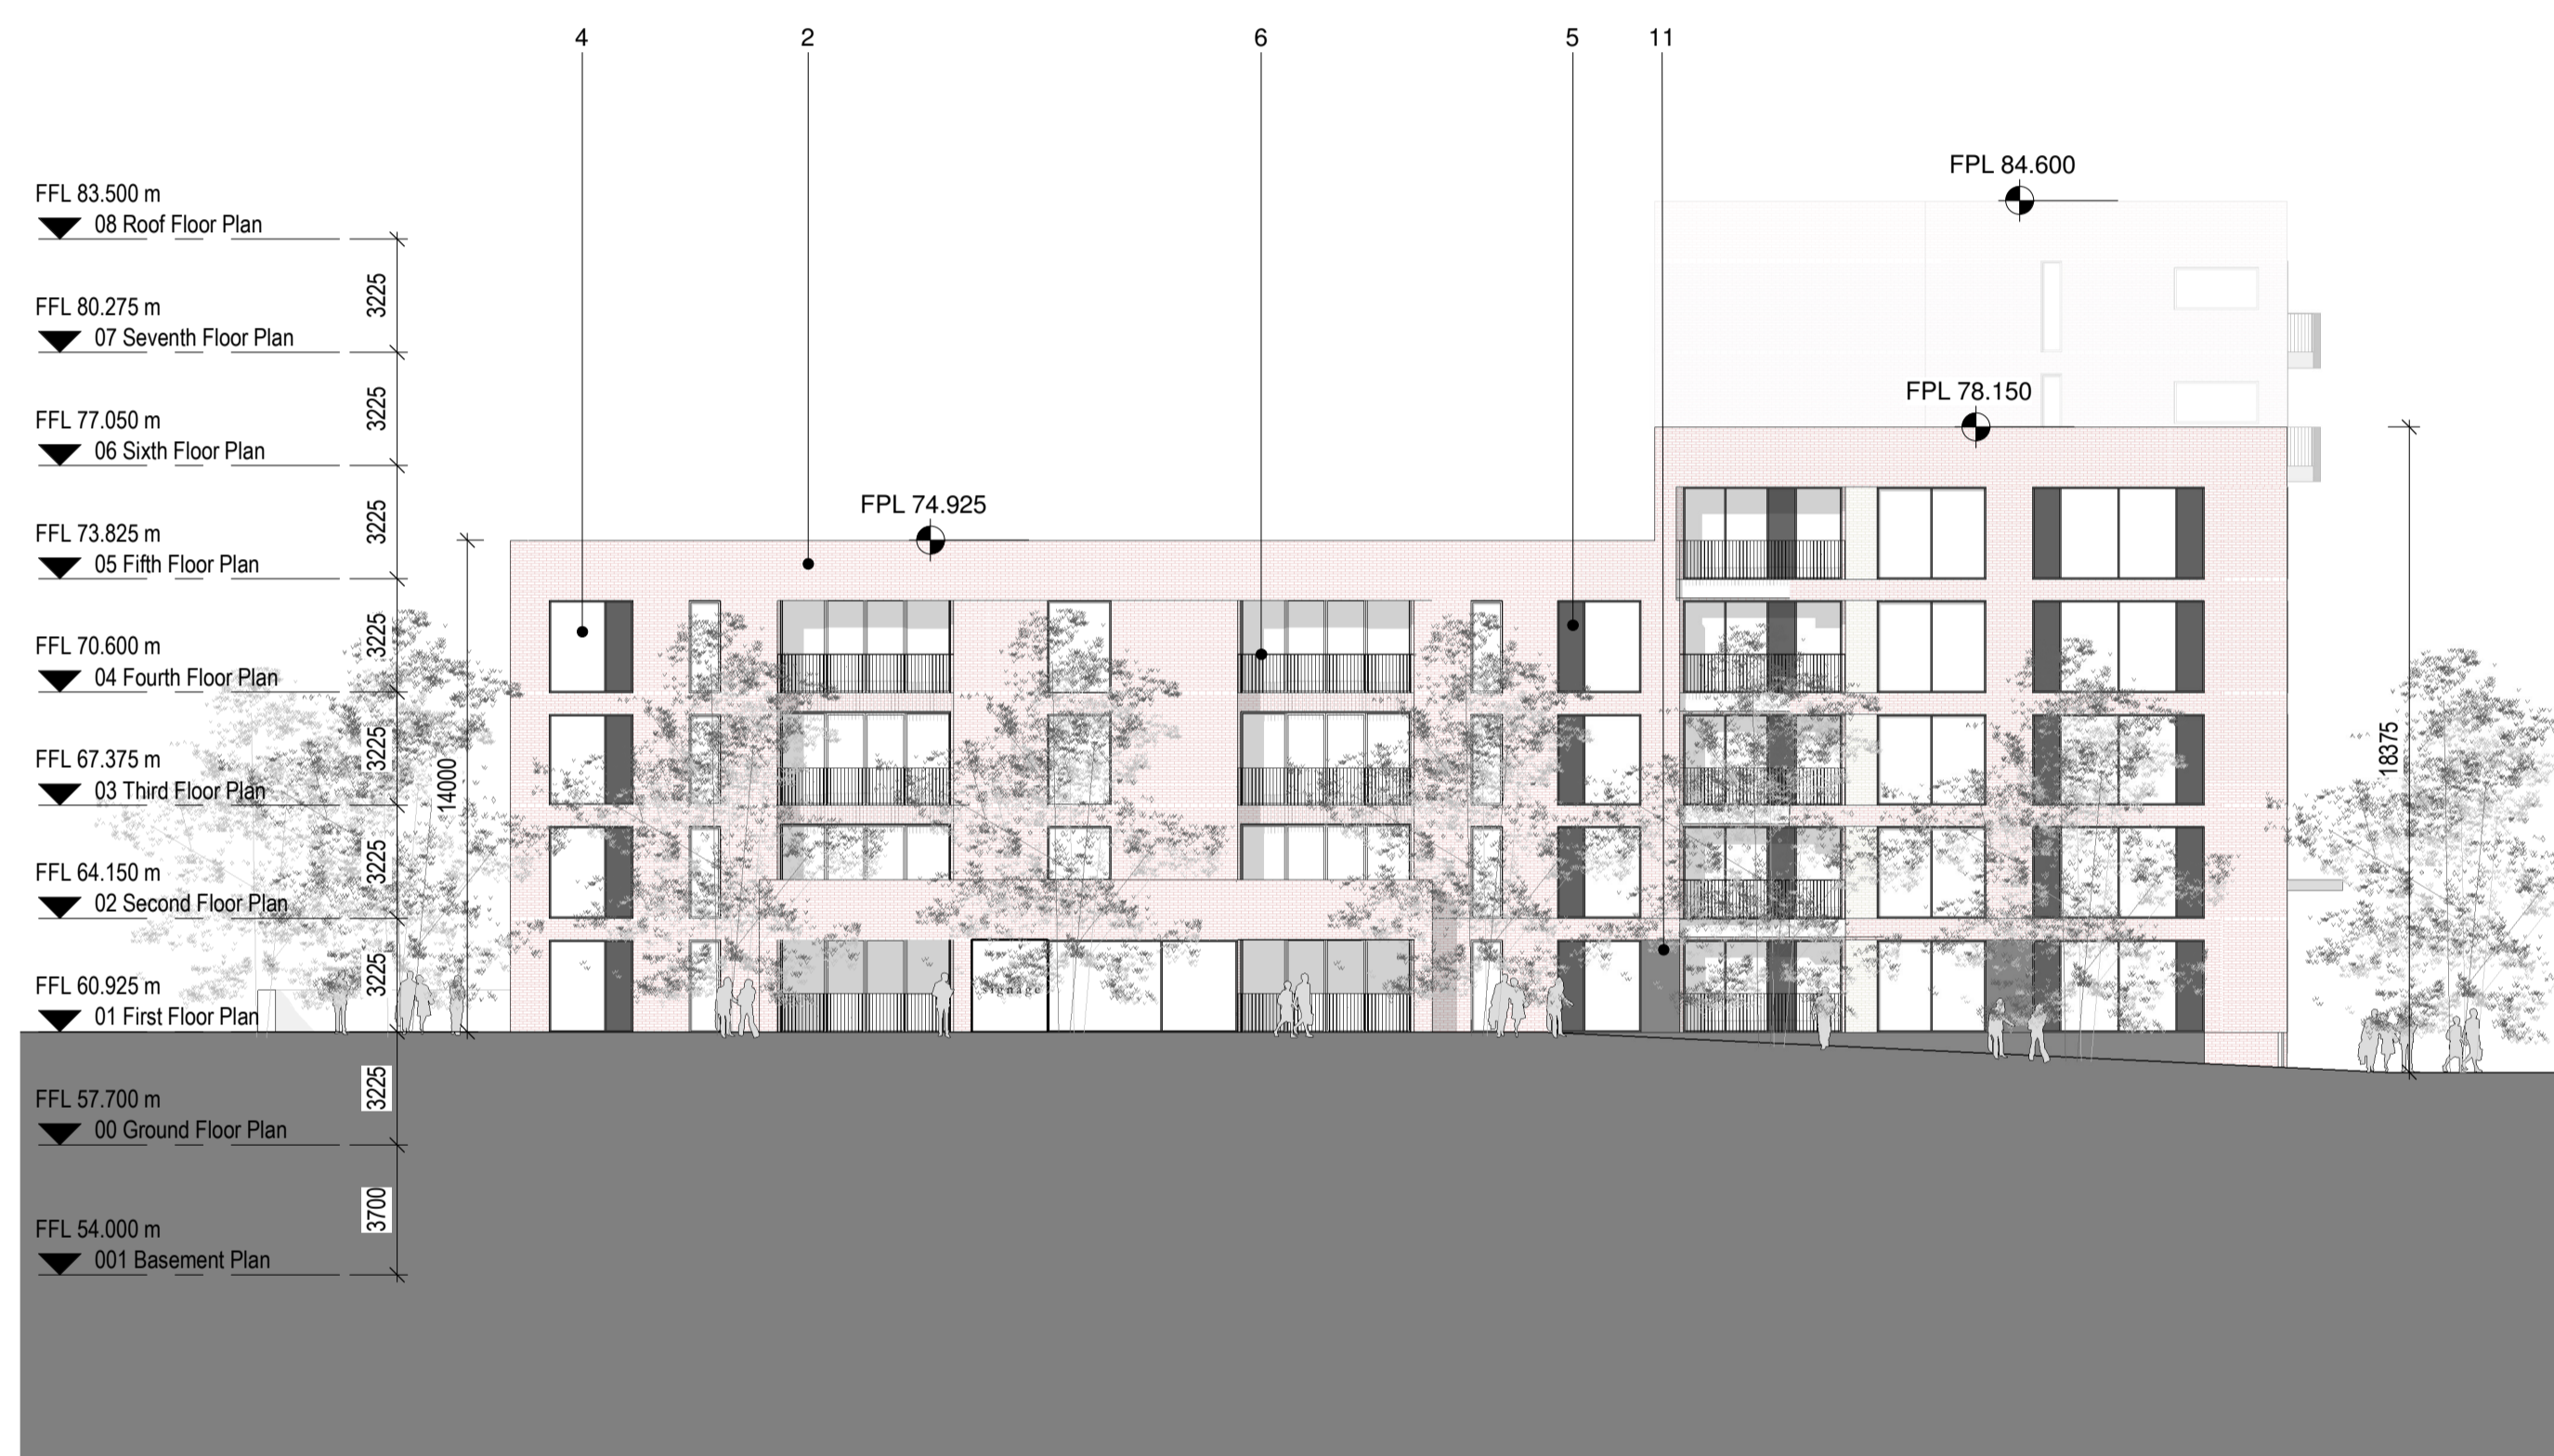 4
2
6
5
11
FPL 84.600
FFL 83.500 m
08 Roof Floor Plan
3225
FFL 80.275 m
07 Seventh Floor Plan
3225
FPL 78.150
FFL 77.050 m
06 Sixth Floor Plan
3225
FPL 74.925
FFL 73.825 m
05 Fifth Floor Plan
3225
FFL 70.600 m
04 Fourth Floor Plan
3225
14000
18375
FFL 67.375 m
03 Third Floor Plan
3225
FFL 64.150 m
02 Second Floor Plan
3225
FFL 60.925 m
01 First Floor Plan
3225
FFL 57.700 m
00 Ground Floor Plan
3700
FFL 54.000 m
001 Basement Plan